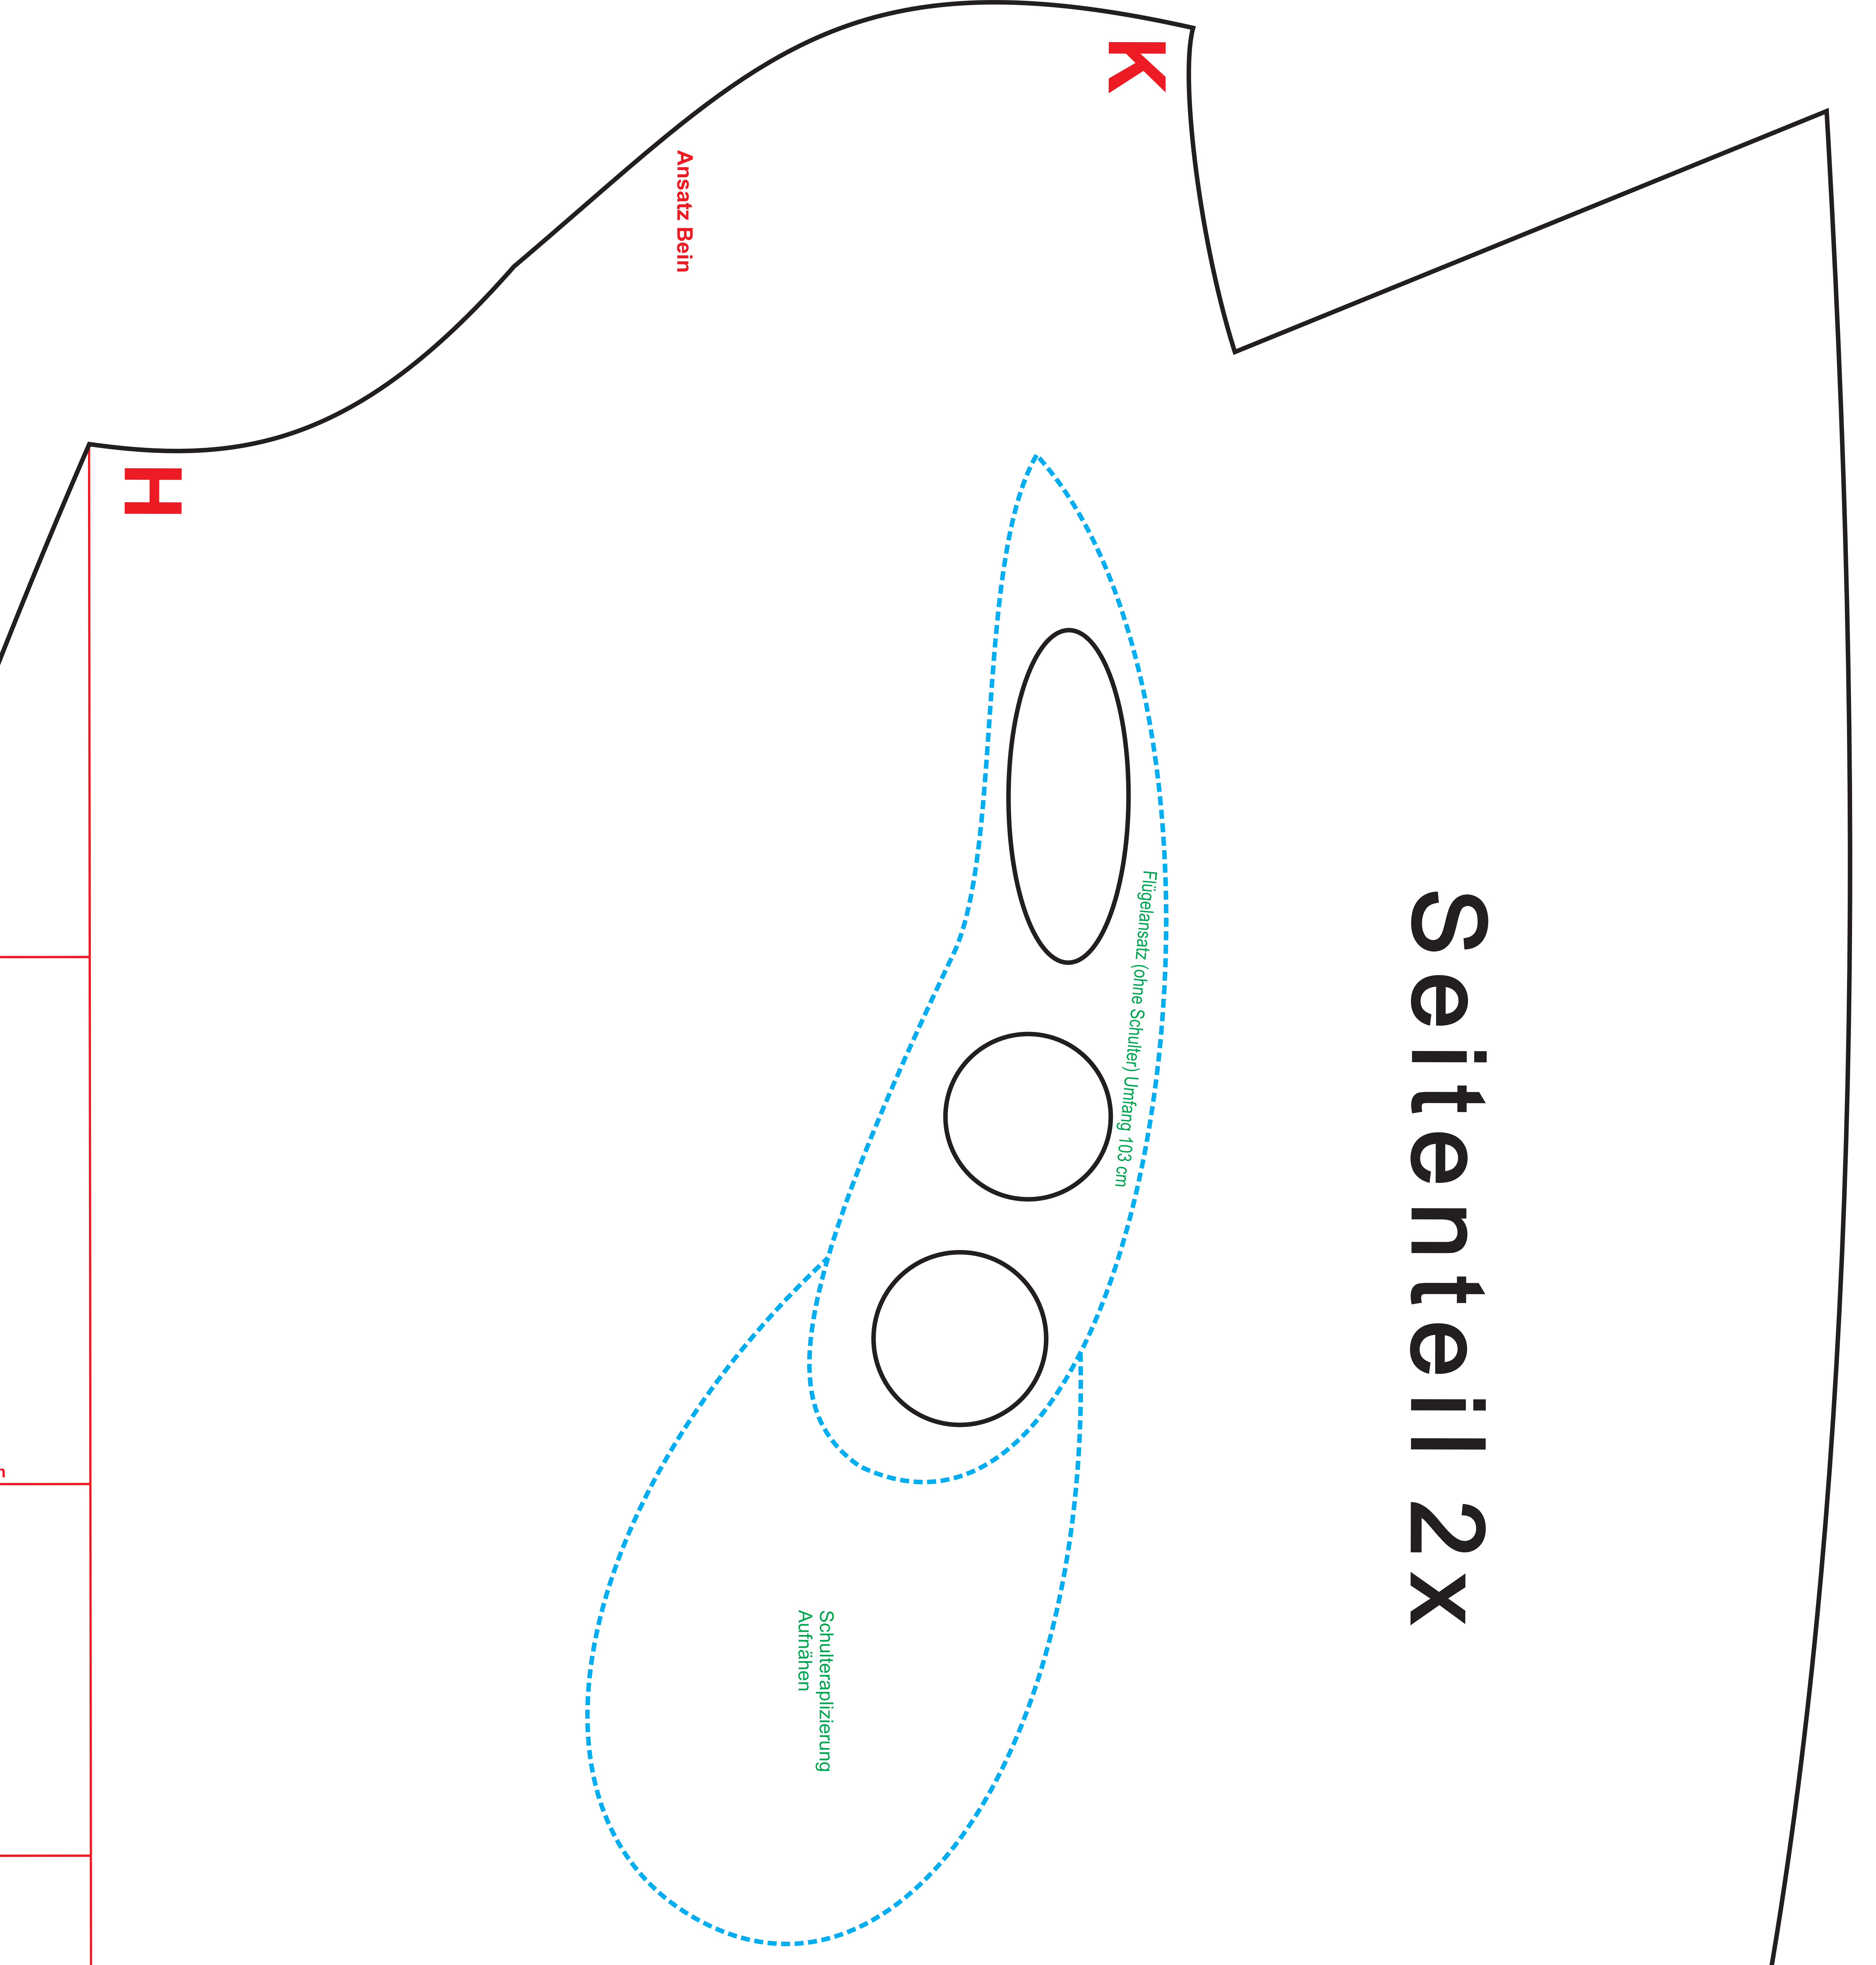 K
Ansatz Bein
H
Flügelansatz (ohne Schulter) Umfang 103 cm
Seitenteil 2x
Schulteraplizierung
Aufnähen